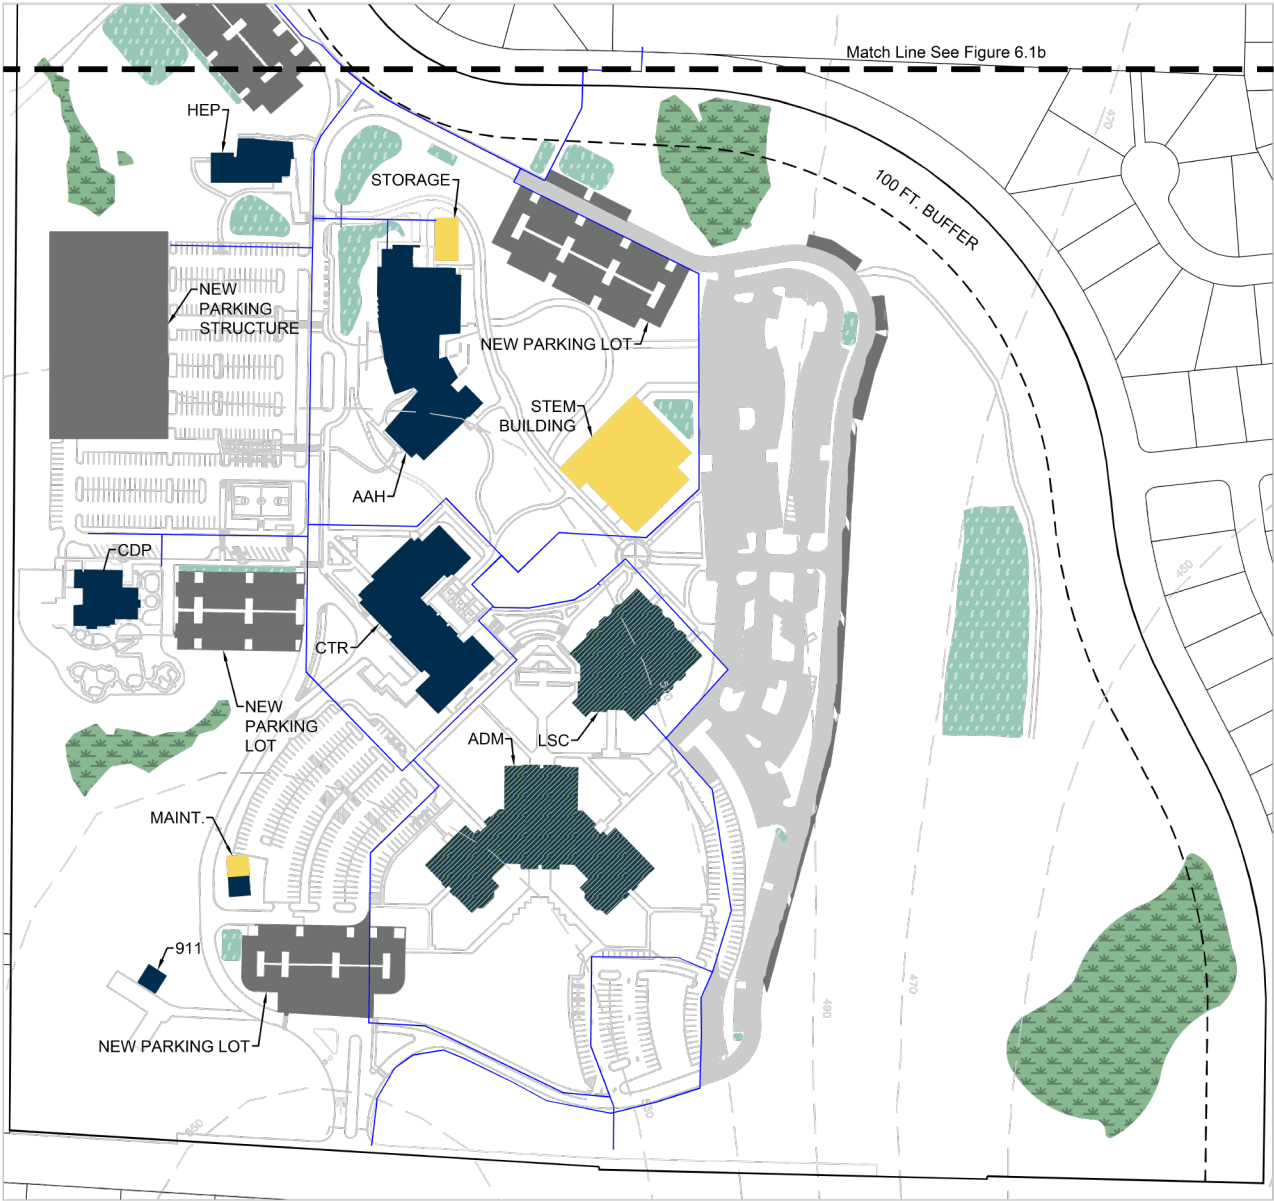 Match Line See Figure 6.1b
HEP
470
STORAGE
100 FT. BUFFER
NEW
PARKING
STRUCTURE
NEW PARKING LOT
STEM
BUILDING
AAH
CDP
450
CTR
NEW
PARKING
LOT
ADM
LSC
MAINT.
911
470
490
NEW PARKING LOT
550